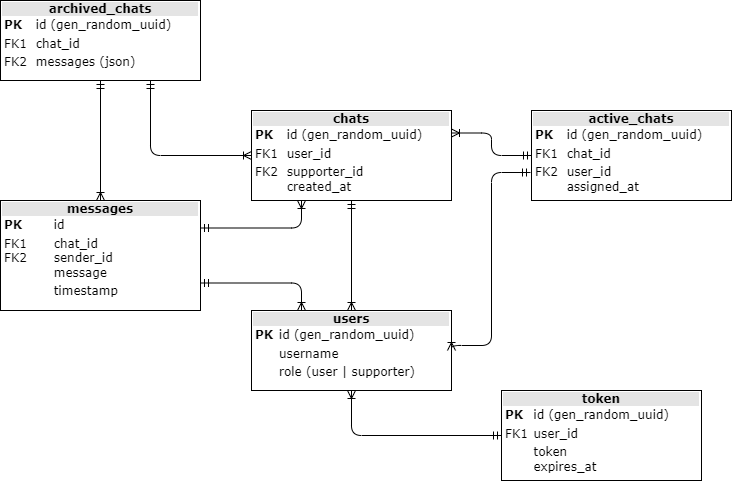 archived_chats
PK id (gen_random_uuid)
FK1 chat_id
FK2 messages (json)
chats
PK id (gen_random_uuid)
FK1 user_id
FK2 supporter_id
created_at
active_chats
PK id (gen_random_uuid)
FK1 chat_id
FK2 user_id
assigned_at
messages
PK id
FK1 chat_id
FK2 sender_id
message
timestamp
users
PK id (gen_random_uuid)
username
role (user | supporter)
token
PK id (gen_random_uuid)
FK1 user_id
token
expires_at